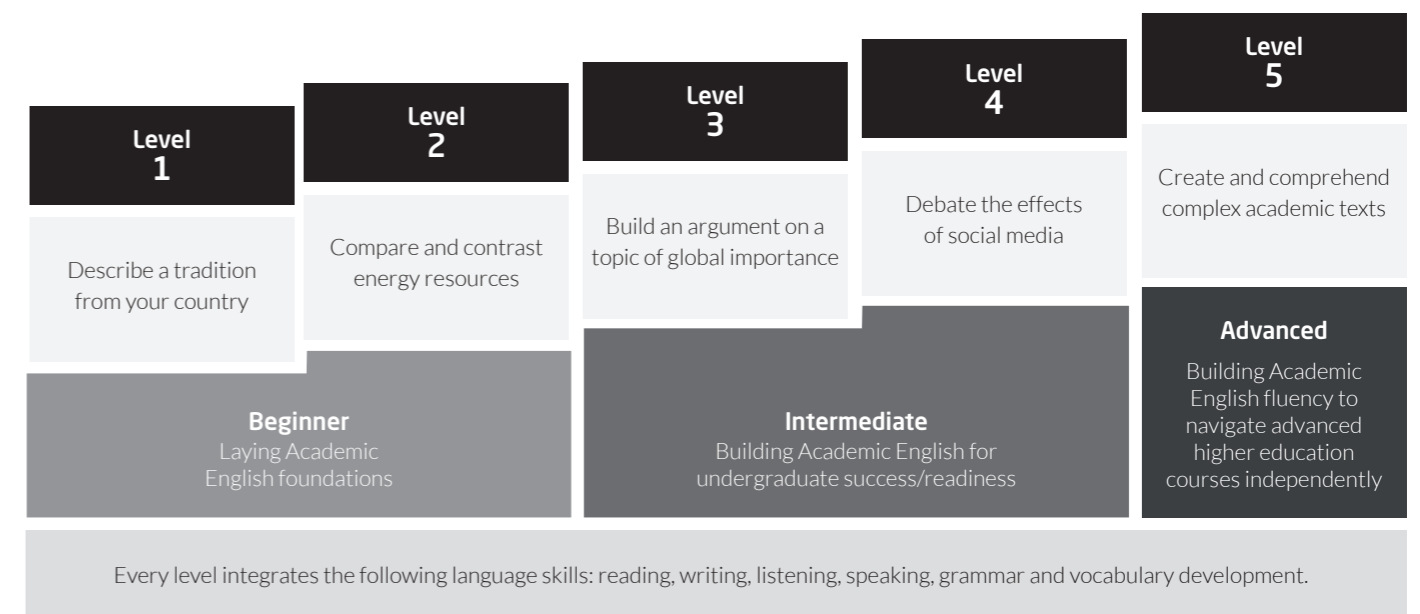 Level
1
Describe a tradition
from your country
Level
2
Compare and contrast
energy resources
Beginner
Laying Academic
English foundations
Level
3
Build an argument on a
topic of global importance
Level
4
Debate the effects
of social media
Intermediate
Building Academic English for
undergraduate success/readiness
Level
5
Create and comprehend
complex academic texts
Advanced
Building Academic
English fluency to
navigate advanced
higher education
courses independently
Every level integrates the following language skills: reading, writing, listening, speaking, grammar and vocabulary development.